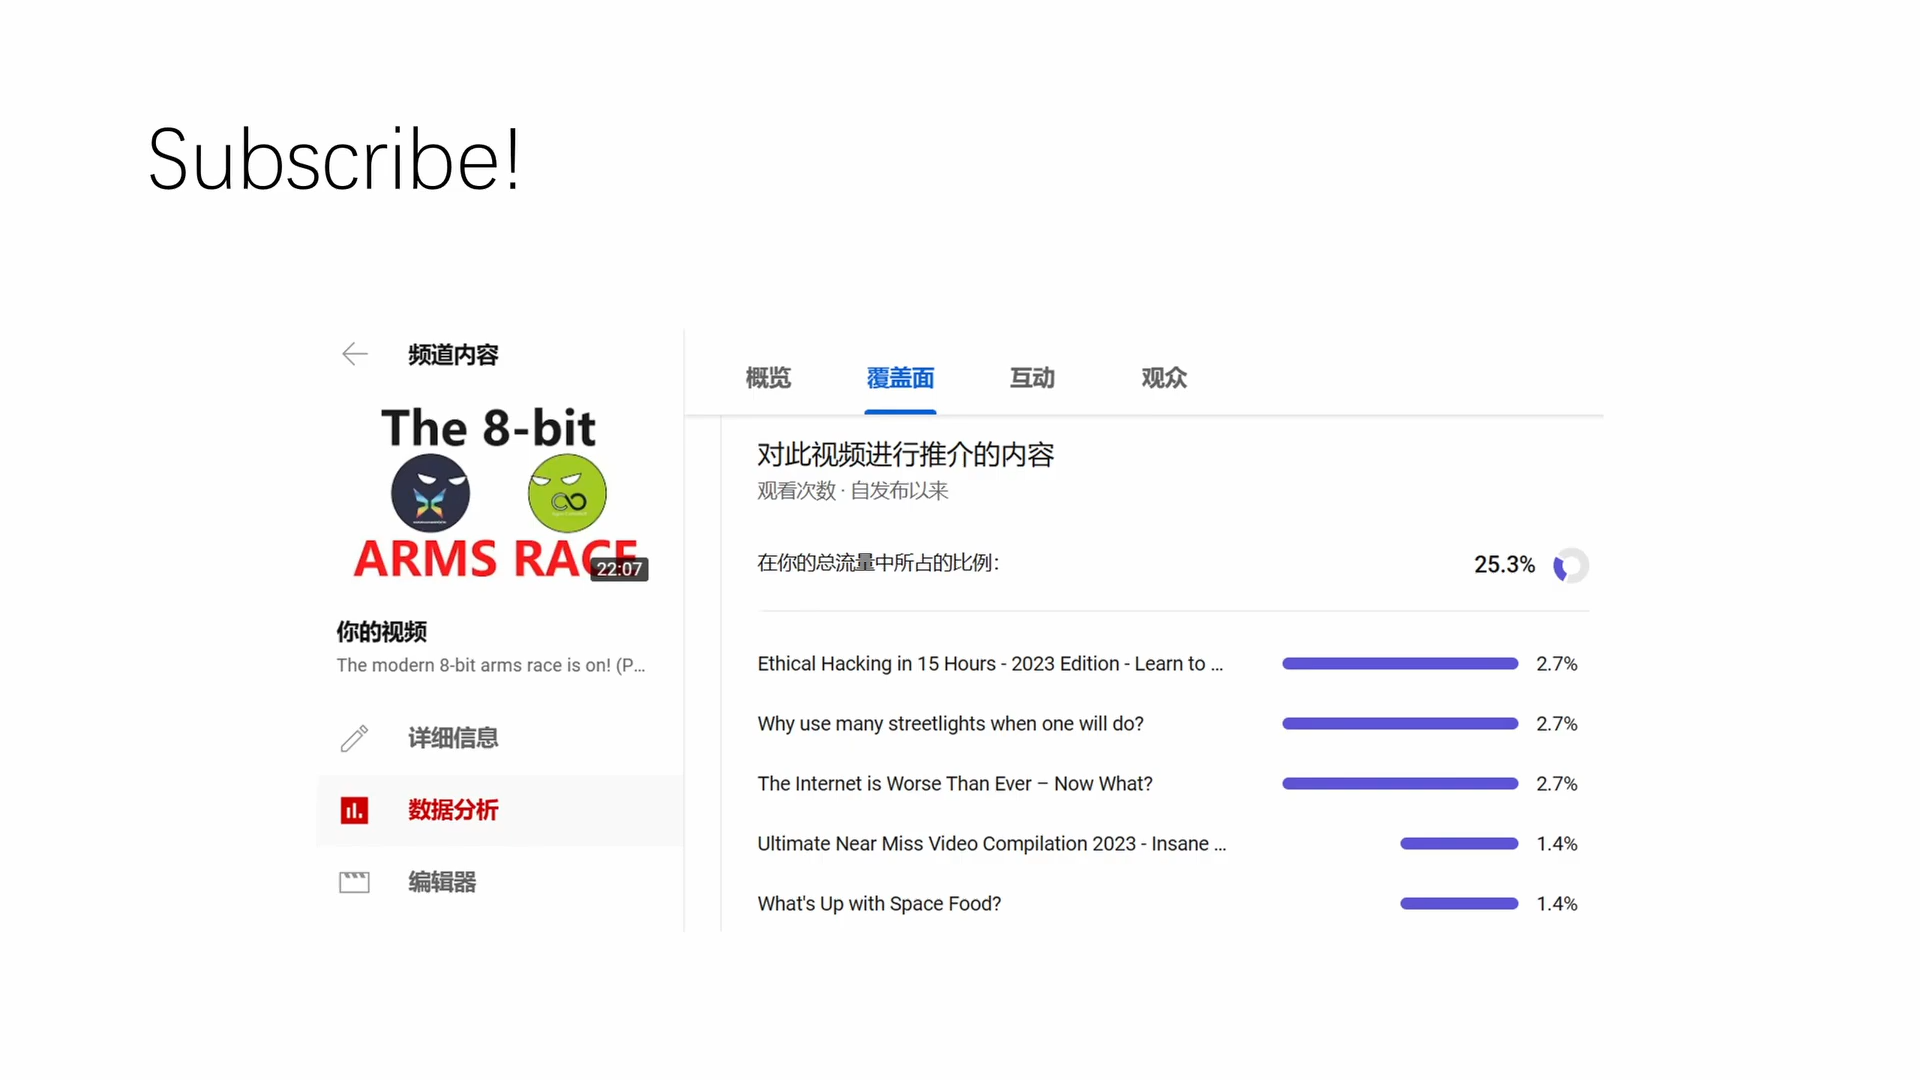 Subscribe!
频道内容
The 8-bit
ARMS RACE
22:07
你的视频
The modern 8-bit arms race is on! (P...
详细信息
数据分析
编辑器
概览
覆盖面
互动
观众
对此视频进行推介的内容
观看次数 · 自发布以来
在你的总流量中所占的比例:
25.3%
Ethical Hacking in 15 Hours - 2023 Edition - Learn to ... 2.7%
Why use many streetlights when one will do? 2.7%
The Internet is Worse Than Ever – Now What? 2.7%
Ultimate Near Miss Video Compilation 2023 - Insane ... 1.4%
What's Up with Space Food? 1.4%